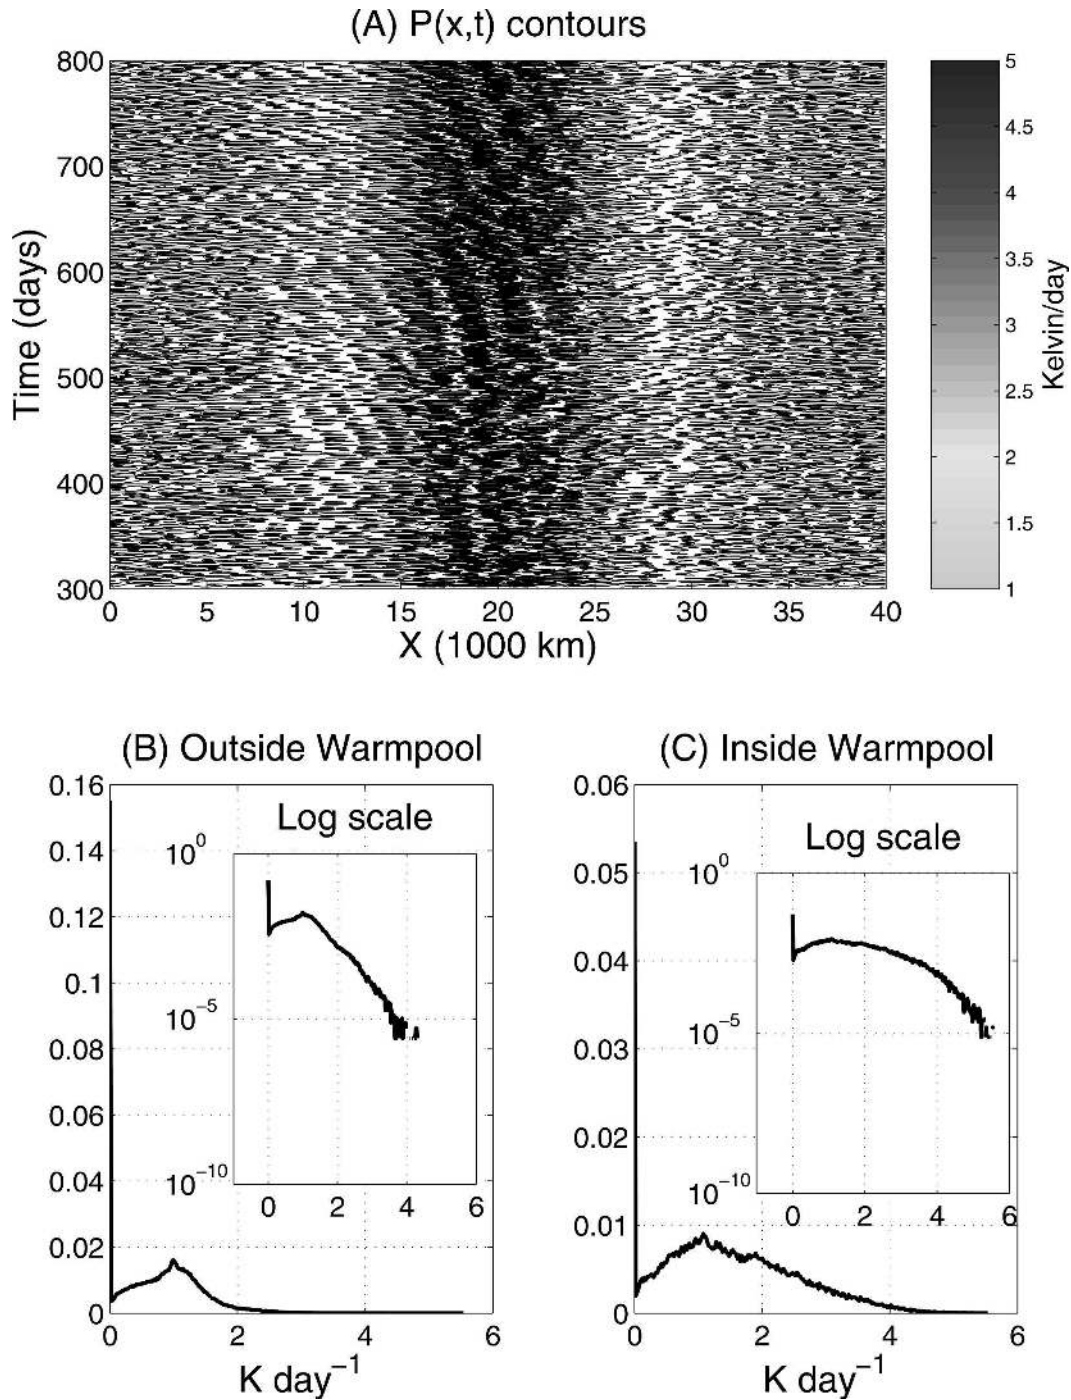 (A) P(x,t) contours
800
700
600
500
400
300
Time (days)
0 5 10 15 20 25 30 35 40
X (1000 km)
5
4.5
4
3.5
3
2.5
2
1.5
1
Kelvin/day
(B) Outside Warmpool
0.16
0.14
0.12
0.1
0.08
0.06
0.04
0.02
0
0 2 4 6
K day⁻¹
Log scale
10⁰
10⁻⁵
10⁻¹⁰
0 2 4 6
(C) Inside Warmpool
0.06
0.05
0.04
0.03
0.02
0.01
0
0 2 4 6
K day⁻¹
Log scale
10⁰
10⁻⁵
10⁻¹⁰
0 2 4 6